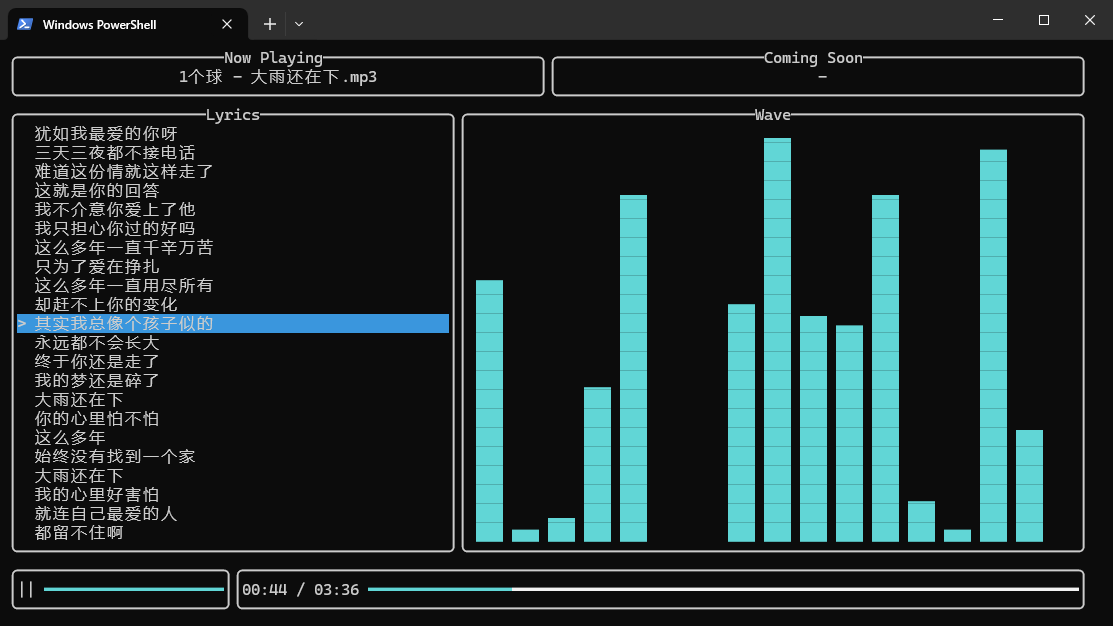 Windows PowerShell
Now Playing
1个球 - 大雨还在下.mp3
Coming Soon
-
Lyrics
犹如我最爱的你呀
三天三夜都不接电话
难道这份情就这样走了
这就是你的回答
我不介意你爱上了他
我只担心你过的好吗
这么多年一直千辛万苦
只为了爱在挣扎
这么多年一直用尽所有
却赶不上你的变化
> 其实我总像个孩子似的
永远都不会长大
终于你还是走了
我的梦还是碎了
大雨还在下
你的心里怕不怕
这么多年
始终没有找到一个家
大雨还在下
我的心里好害怕
就连自己最爱的人
都留不住啊
Wave
00:44 / 03:36